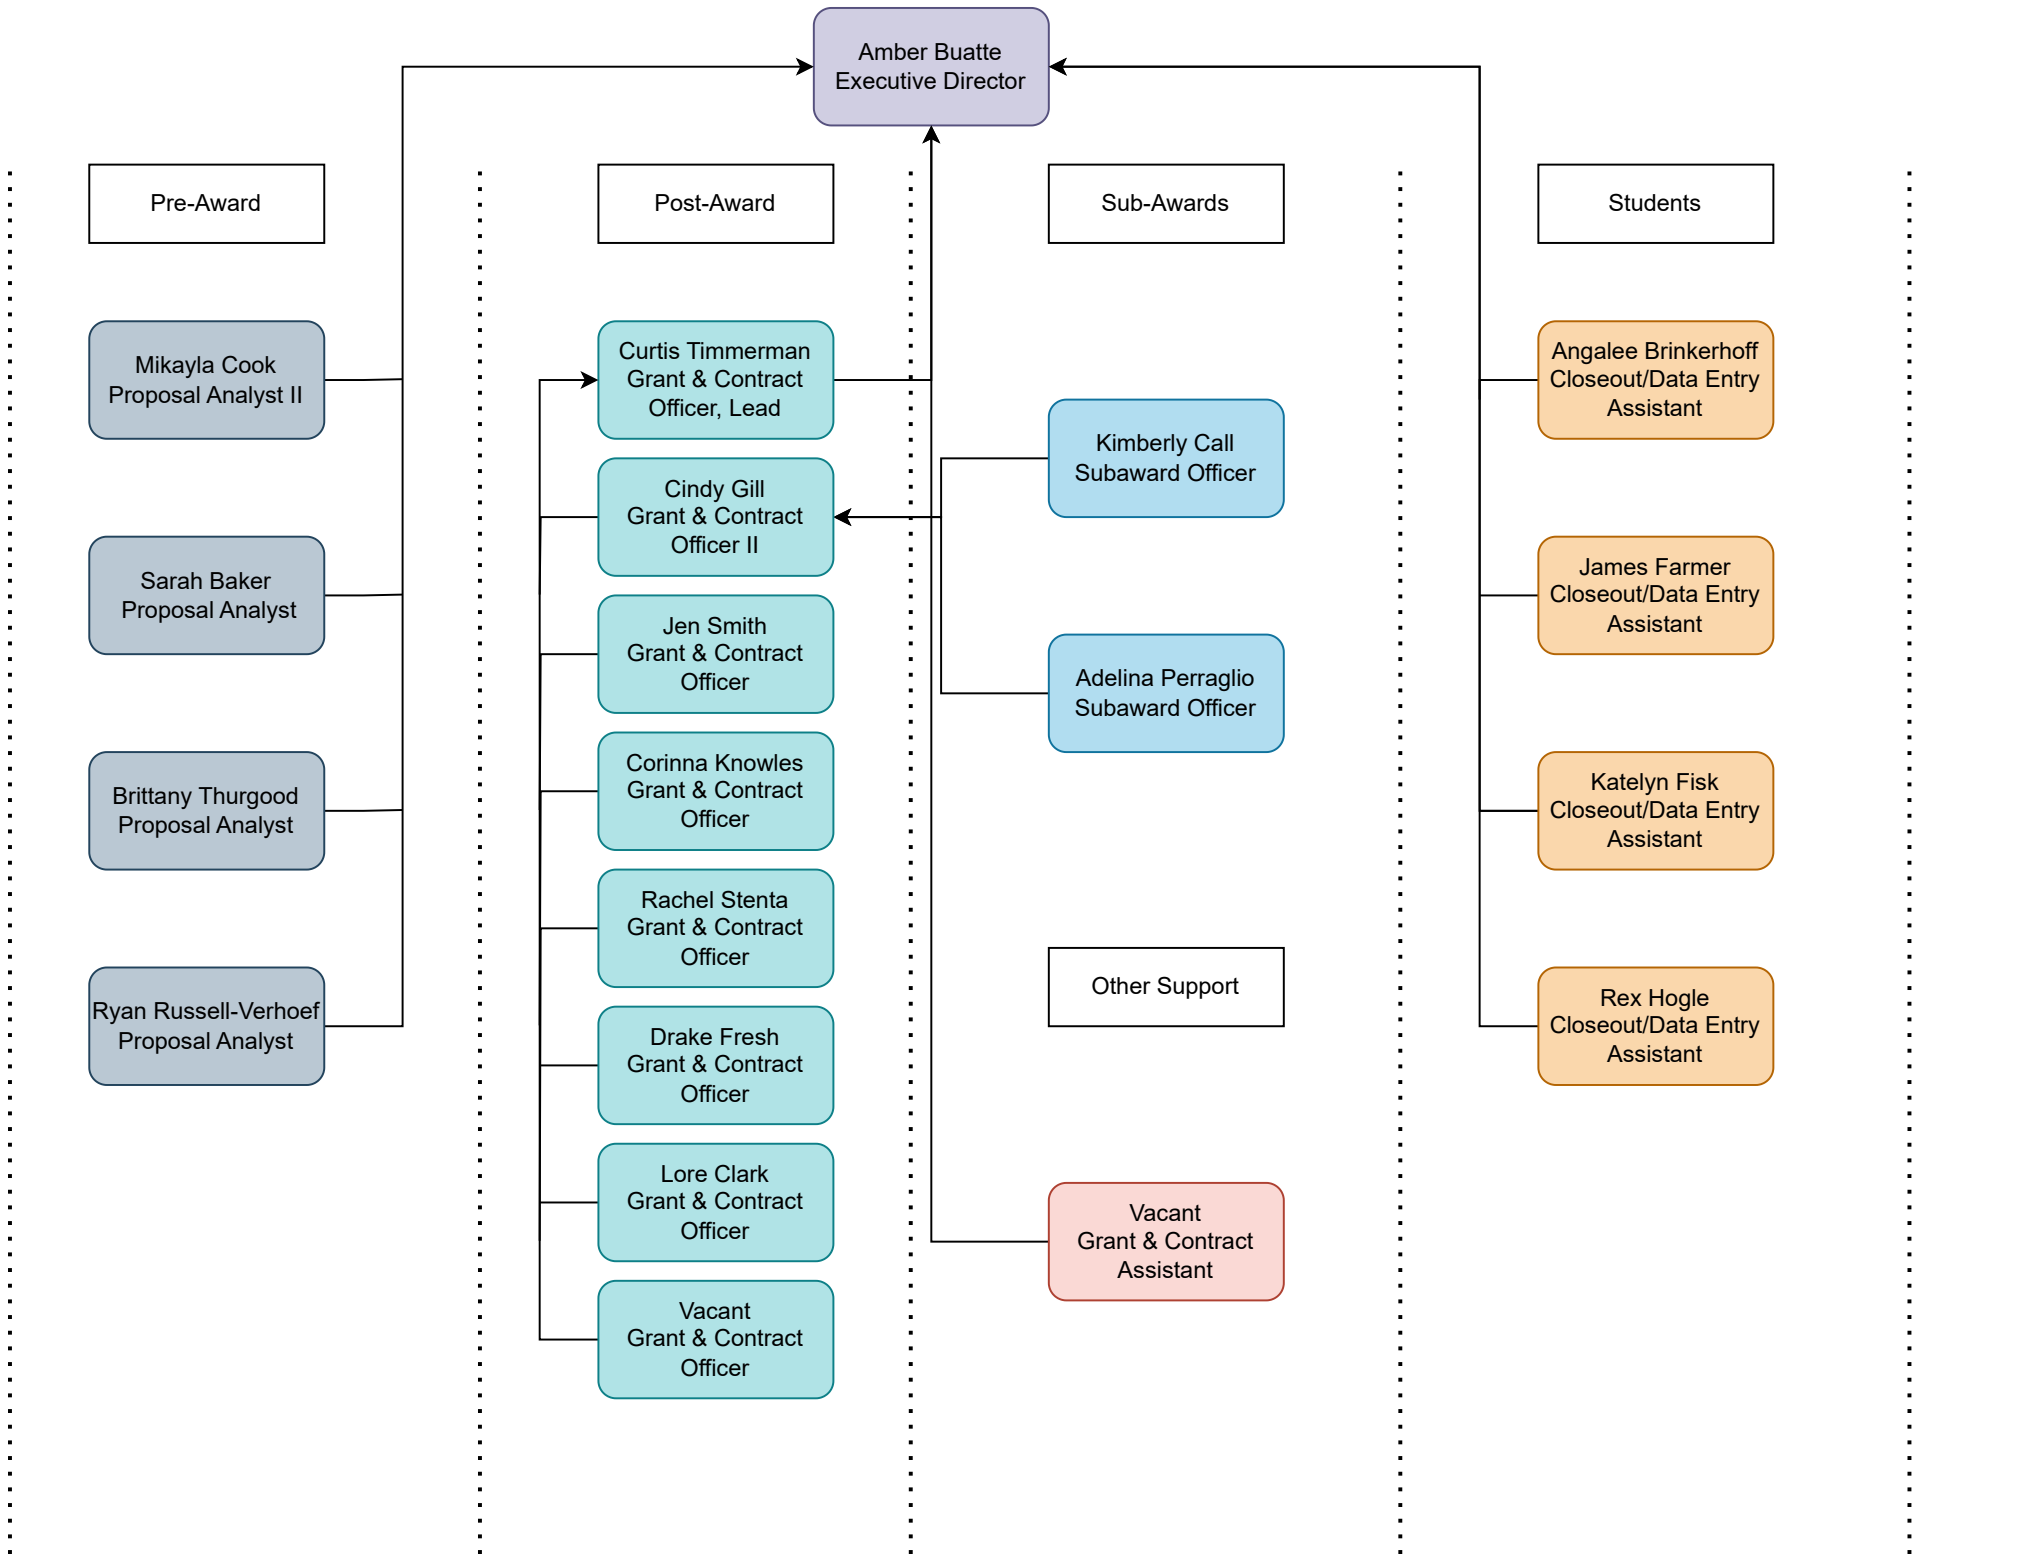 Amber Buatte
Executive Director
Pre-Award
Post-Award
Sub-Awards
Students
Mikayla Cook
Proposal Analyst II
Sarah Baker
Proposal Analyst
Brittany Thurgood
Proposal Analyst
Ryan Russell-Verhoef
Proposal Analyst
Curtis Timmerman
Grant & Contract
Officer, Lead
Cindy Gill
Grant & Contract
Officer II
Jen Smith
Grant & Contract
Officer
Corinna Knowles
Grant & Contract
Officer
Rachel Stenta
Grant & Contract
Officer
Drake Fresh
Grant & Contract
Officer
Lore Clark
Grant & Contract
Officer
Vacant
Grant & Contract
Officer
Kimberly Call
Subaward Officer
Adelina Perraglio
Subaward Officer
Other Support
Vacant
Grant & Contract
Assistant
Angalee Brinkerhoff
Closeout/Data Entry
Assistant
James Farmer
Closeout/Data Entry
Assistant
Katelyn Fisk
Closeout/Data Entry
Assistant
Rex Hogle
Closeout/Data Entry
Assistant